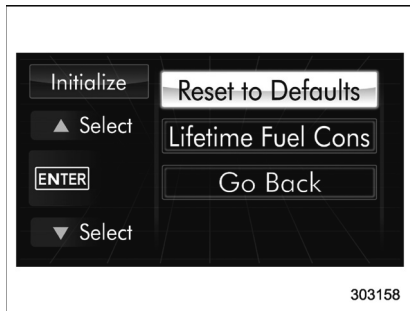 Initialize
Reset to Defaults
▲ Select
Lifetime Fuel Cons
ENTER
Go Back
▼ Select
303158